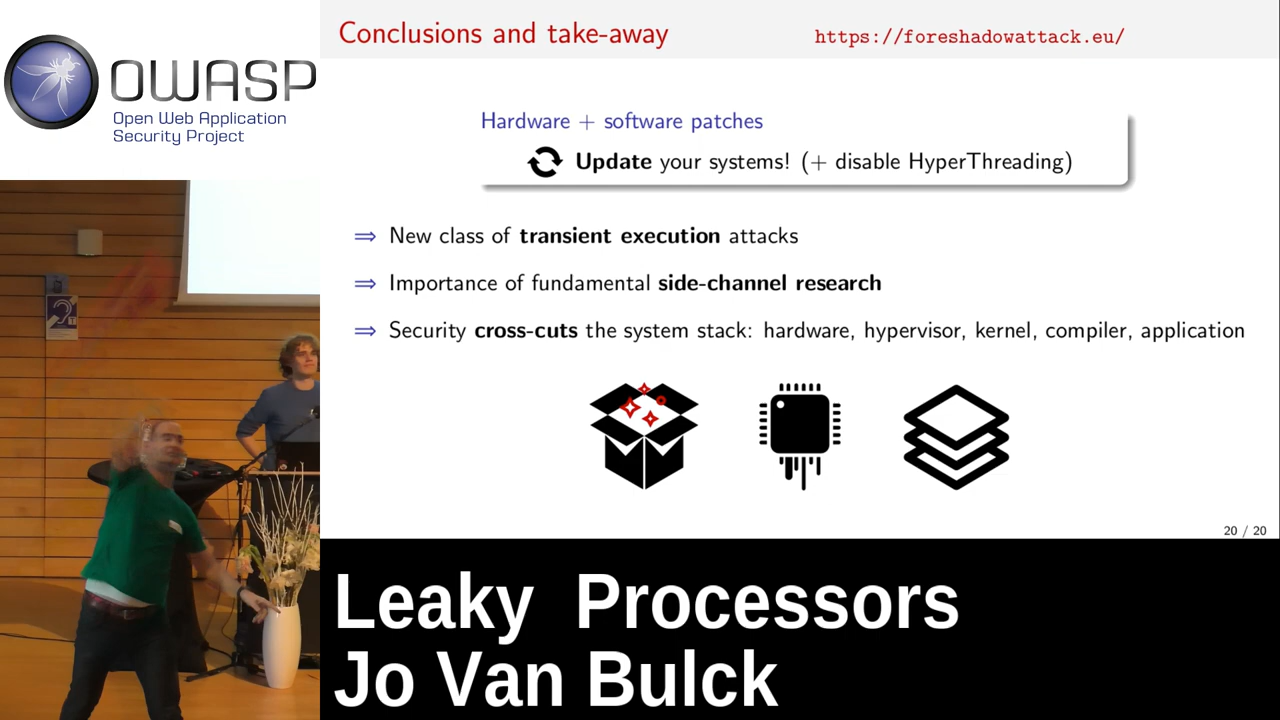 OWASP
Open Web Application
Security Project
Conclusions and take-away
https://foreshadowattack.eu/
Hardware + software patches
Update your systems! (+ disable HyperThreading)
⟹ New class of transient execution attacks
⟹ Importance of fundamental side-channel research
⟹ Security cross-cuts the system stack: hardware, hypervisor, kernel, compiler, application
20 / 20
Leaky Processors
Jo Van Bulck